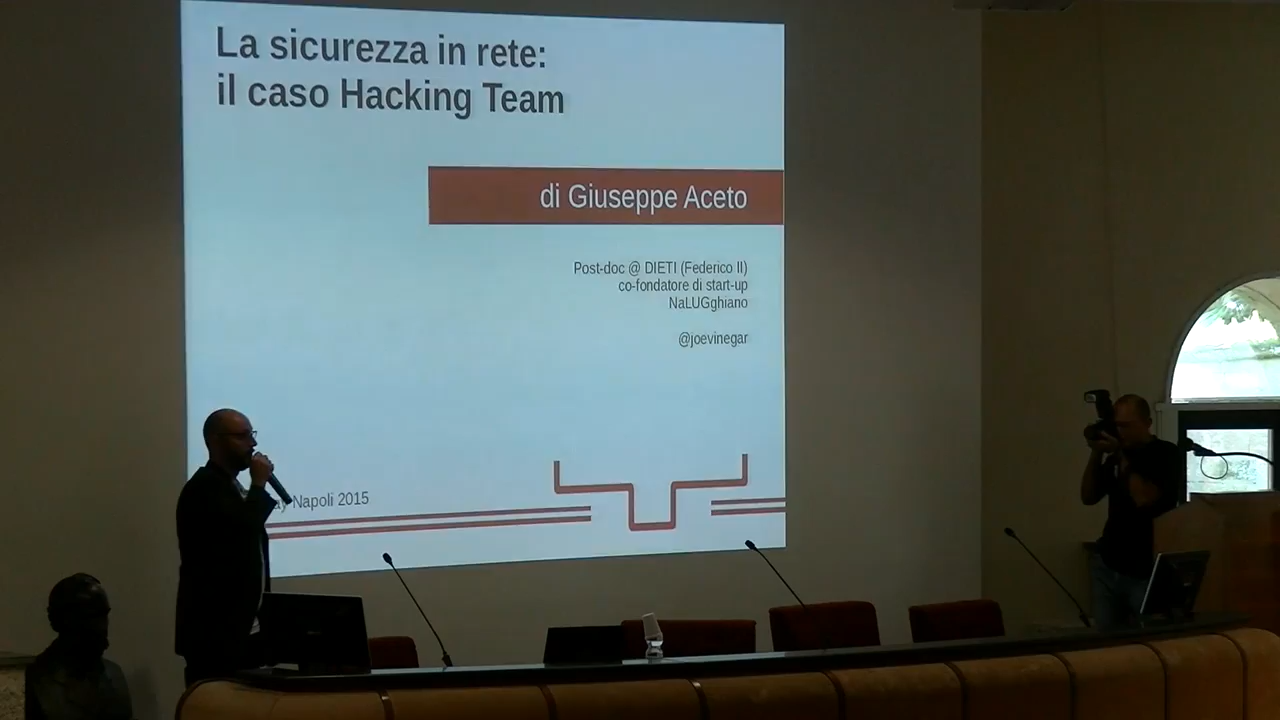 La sicurezza in rete:
il caso Hacking Team
di Giuseppe Aceto
Post-doc @ DIETI (Federico II)
co-fondatore di start-up
NaLUGghiano
@joevinegar
Napoli 2015